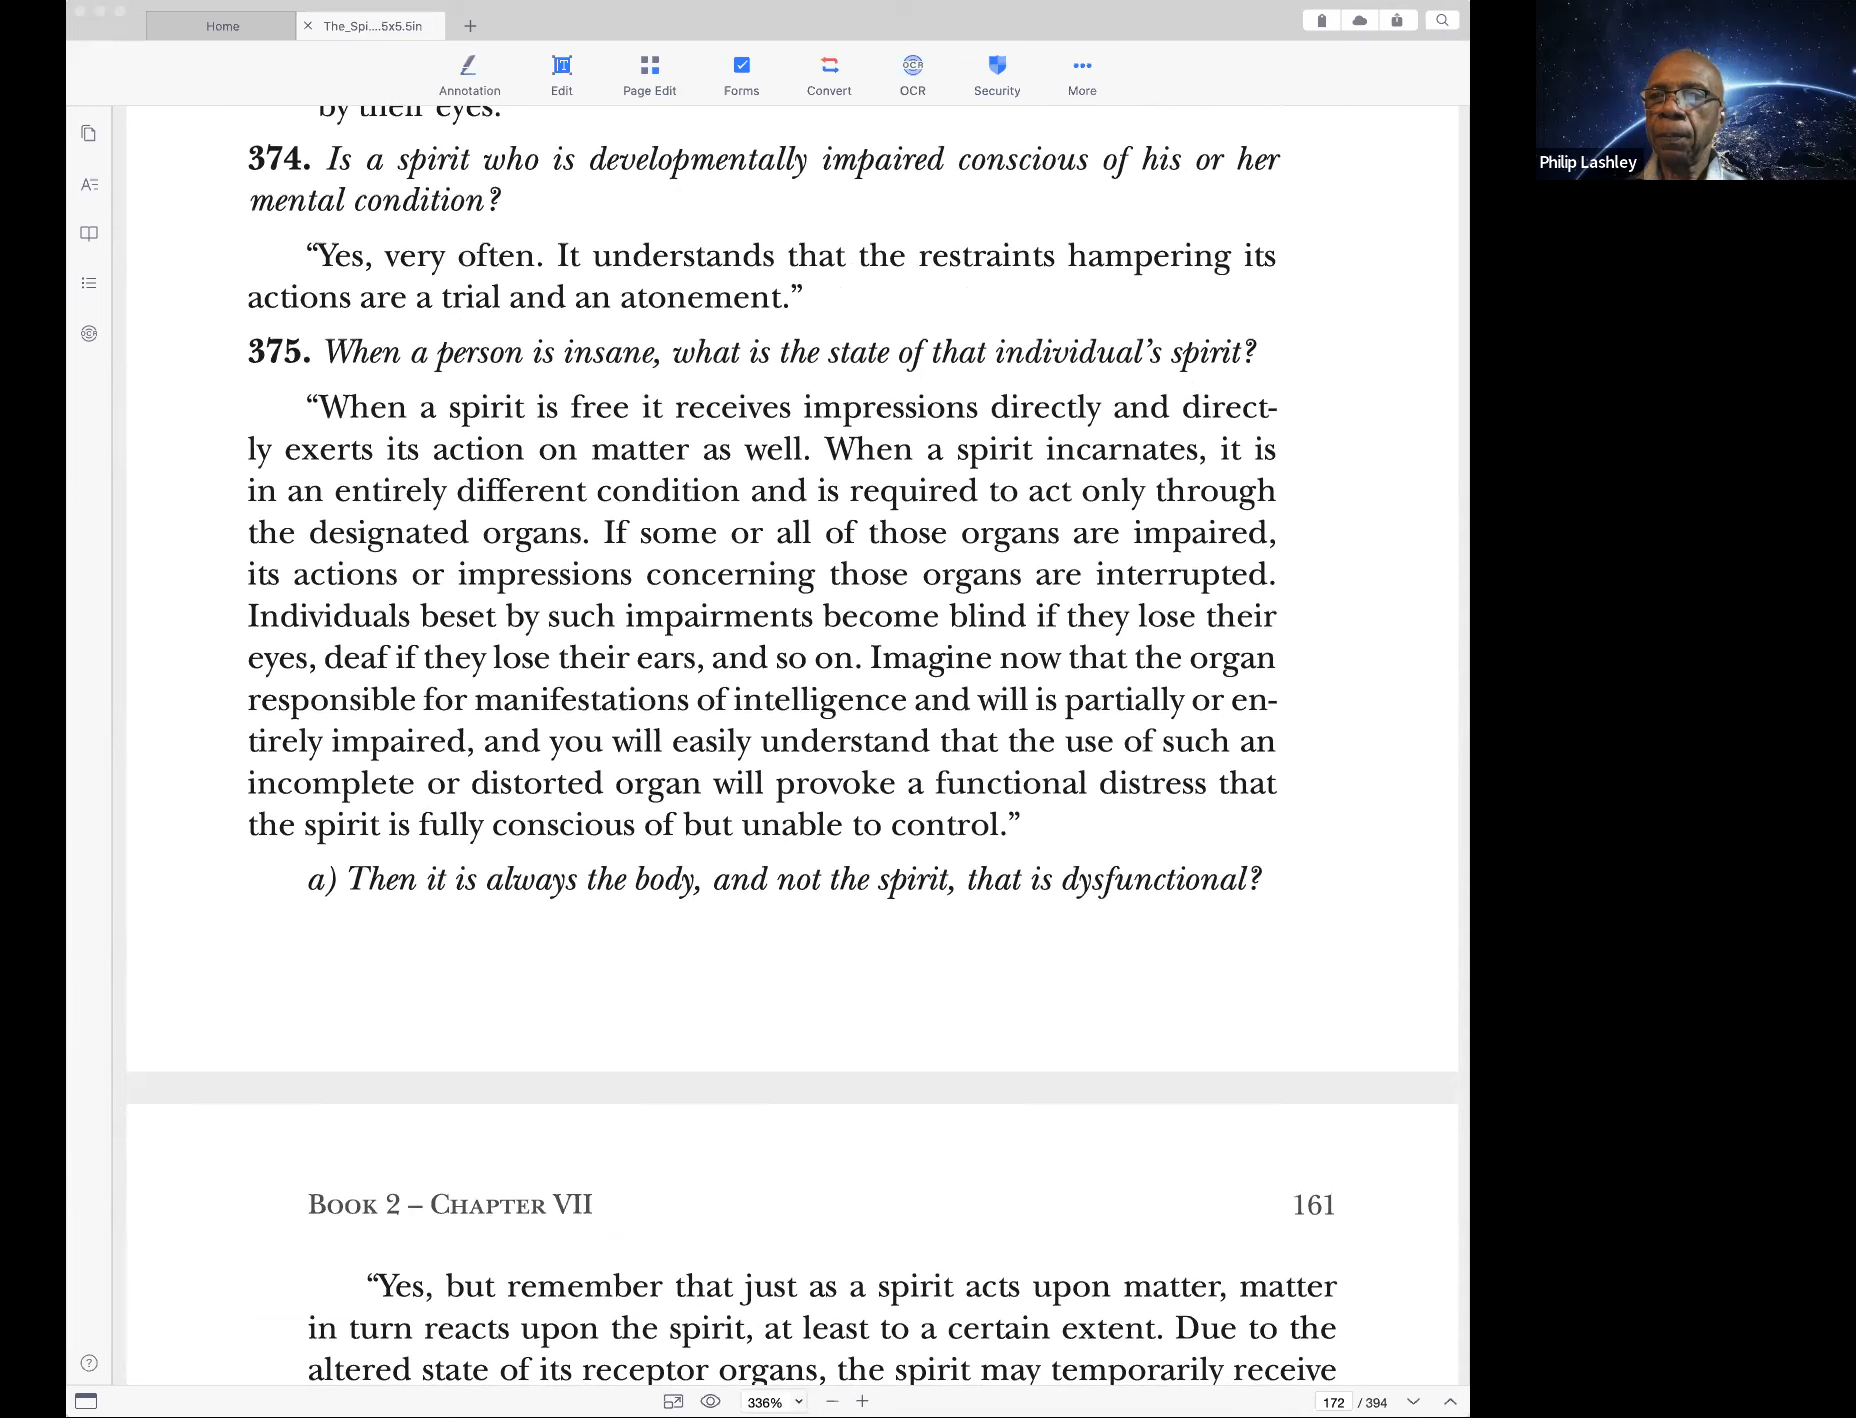 Home
The_Spi....5x5.5in
Annotation
Edit
Page Edit
Forms
Convert
OCR
Security
More
by their eyes.
374. Is a spirit who is developmentally impaired conscious of his or her
mental condition?
“Yes, very often. It understands that the restraints hampering its
actions are a trial and an atonement.”
375. When a person is insane, what is the state of that individual’s spirit?
“When a spirit is free it receives impressions directly and direct-
ly exerts its action on matter as well. When a spirit incarnates, it is
in an entirely different condition and is required to act only through
the designated organs. If some or all of those organs are impaired,
its actions or impressions concerning those organs are interrupted.
Individuals beset by such impairments become blind if they lose their
eyes, deaf if they lose their ears, and so on. Imagine now that the organ
responsible for manifestations of intelligence and will is partially or en-
tirely impaired, and you will easily understand that the use of such an
incomplete or distorted organ will provoke a functional distress that
the spirit is fully conscious of but unable to control.”
a) Then it is always the body, and not the spirit, that is dysfunctional?
Book 2 – Chapter VII 161
“Yes, but remember that just as a spirit acts upon matter, matter
in turn reacts upon the spirit, at least to a certain extent. Due to the
altered state of its receptor organs, the spirit may temporarily receive
336%
172 / 394
Philip Lashley